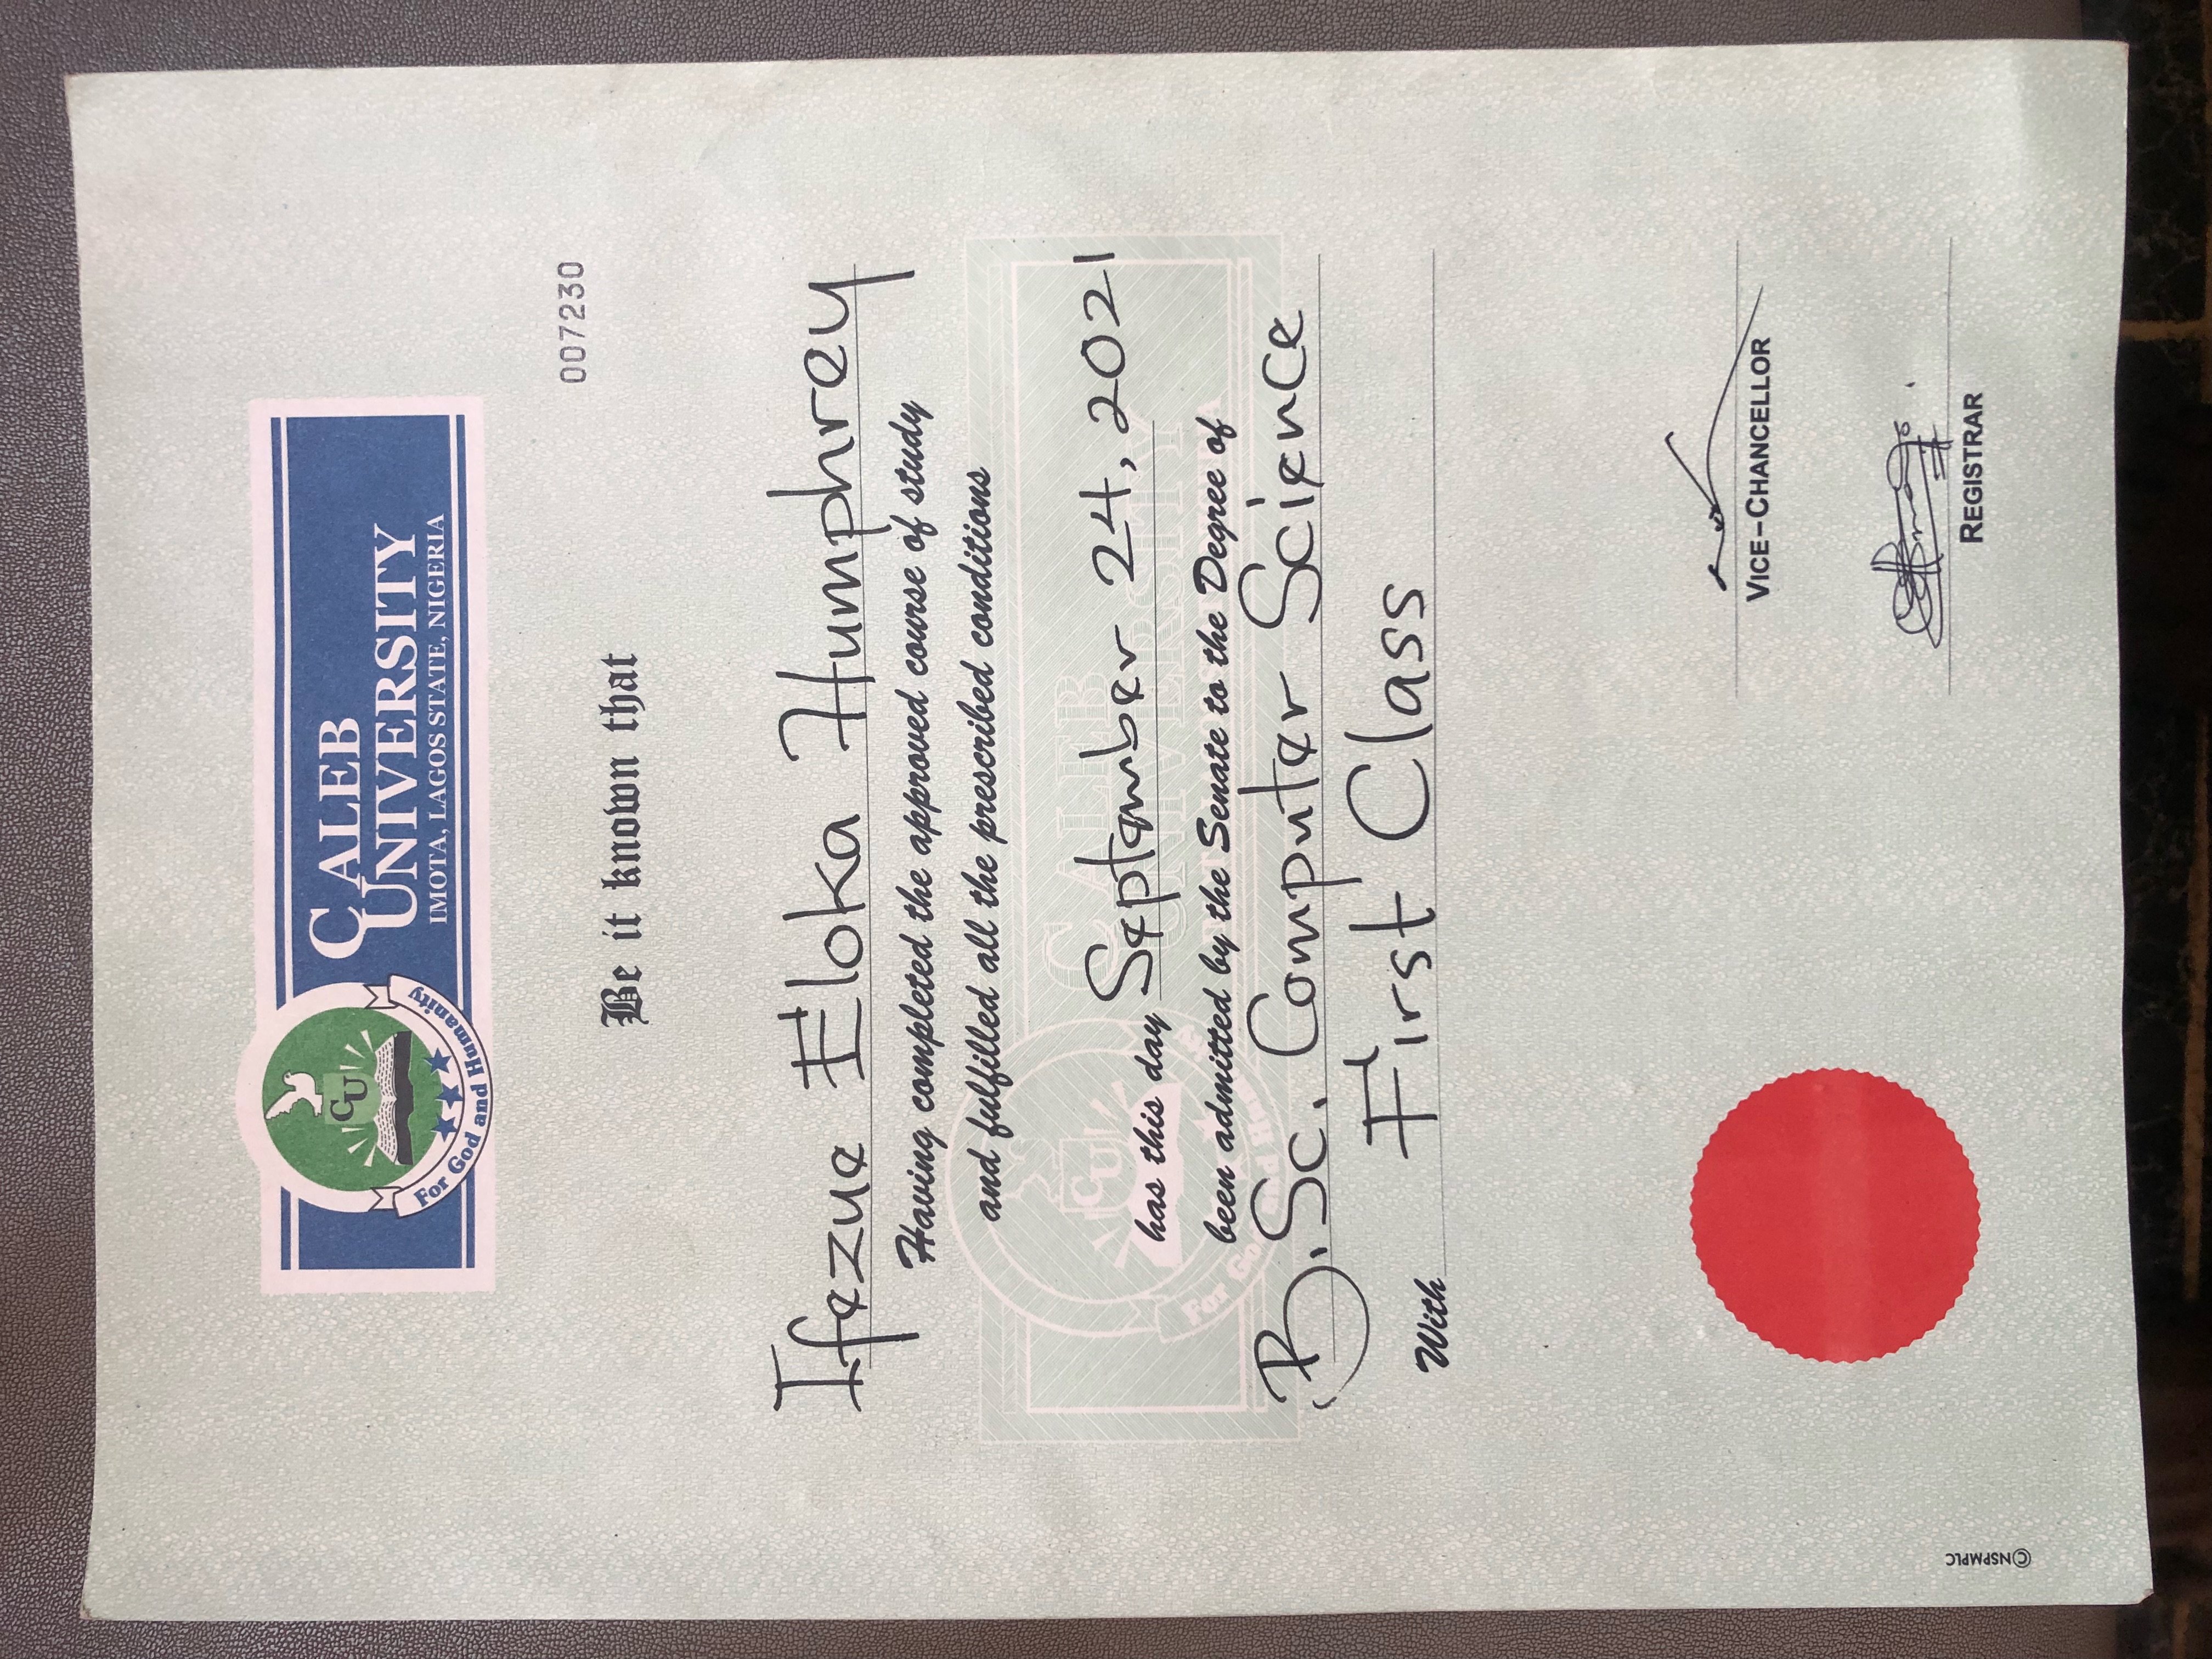 CALEB
UNIVERSITY
IMOTA, LAGOS STATE, NIGERIA
CU
For God and Humanity
007230
Be it known that
Ifezue Eloka Humphrey
Having completed the approved course of study
and fulfilled all the prescribed conditions
CU
CALEB
UNIVERSITY
has this day September 24, 2021
been admitted by the Senate to the Degree of
B.Sc. Computer Science
With First Class
VICE-CHANCELLOR
REGISTRAR
©NSPMPLC